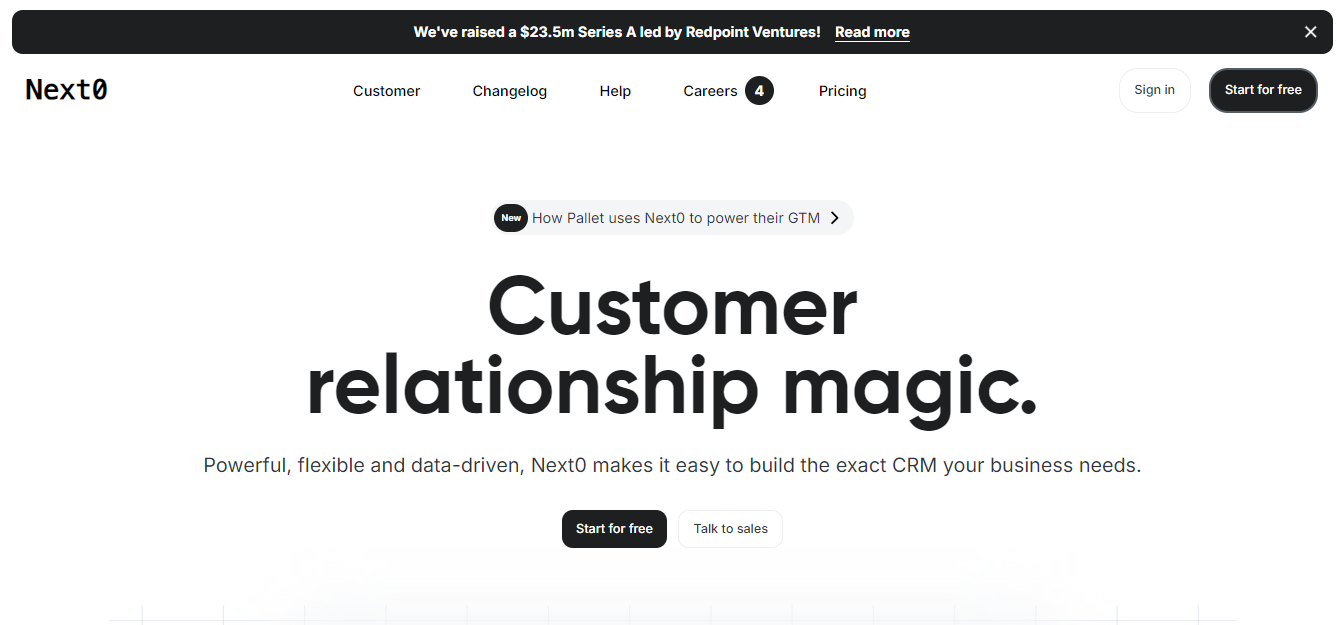 We've raised a $23.5m Series A led by Redpoint Ventures! Read more
Next0 Customer Changelog Help Careers 4 Pricing Sign in Start for free
New How Pallet uses Next0 to power their GTM
Customer
relationship magic.
Powerful, flexible and data-driven, Next0 makes it easy to build the exact CRM your business needs.
Start for free Talk to sales